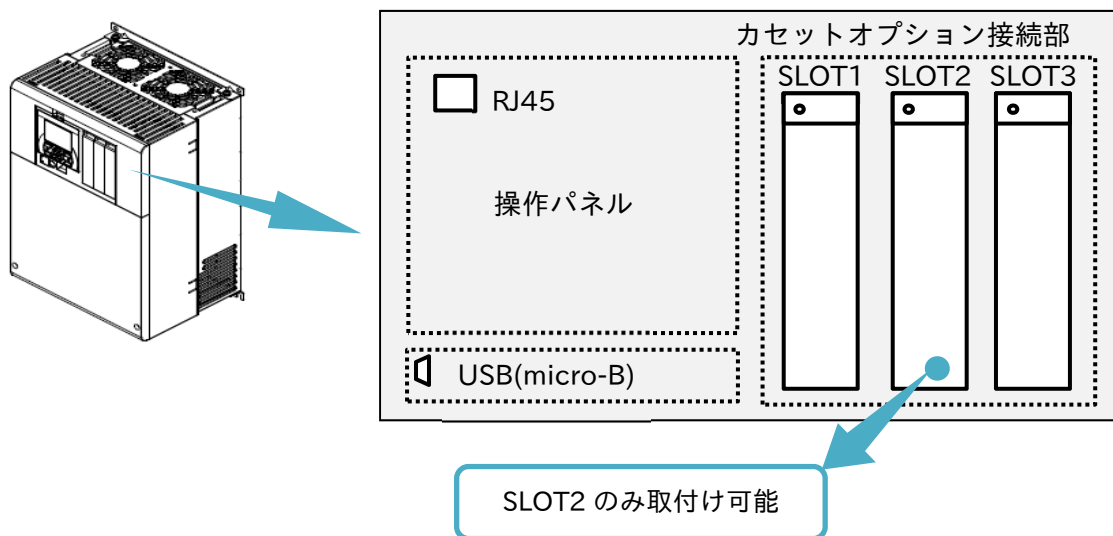 カセットオプション接続部
SLOT1 SLOT2 SLOT3
RJ45
操作パネル
USB(micro-B)
SLOT2 のみ取付け可能